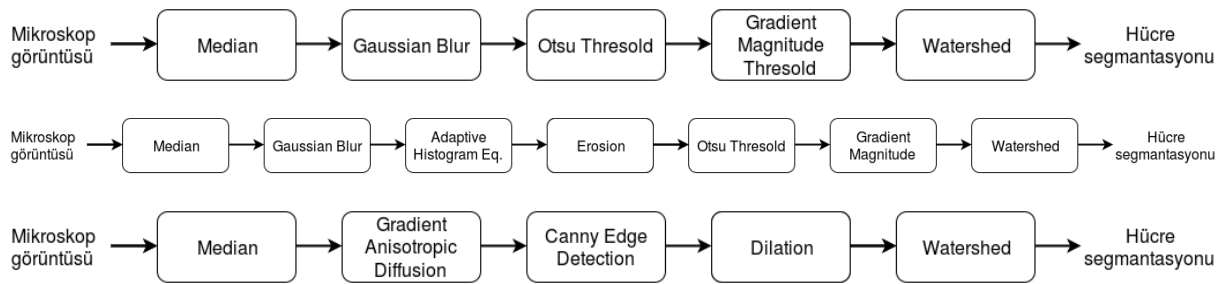 Mikroskop
görüntüsü
Median
Gaussian Blur
Otsu Thresold
Gradient
Magnitude
Thresold
Watershed
Hücre
segmantasyonu
Mikroskop
görüntüsü
Median
Gaussian Blur
Adaptive
Histogram Eq.
Erosion
Otsu Thresold
Gradient
Magnitude
Watershed
Hücre
segmantasyonu
Mikroskop
görüntüsü
Median
Gradient
Anisotropic
Diffusion
Canny Edge
Detection
Dilation
Watershed
Hücre
segmantasyonu